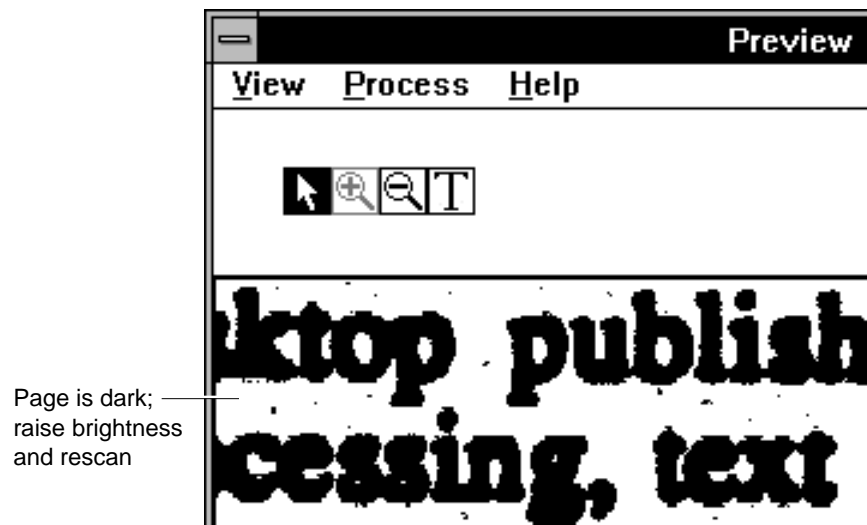 Preview
View Process Help
T
ktop publish
Page is dark;
raise brightness
and rescan
cessing, text